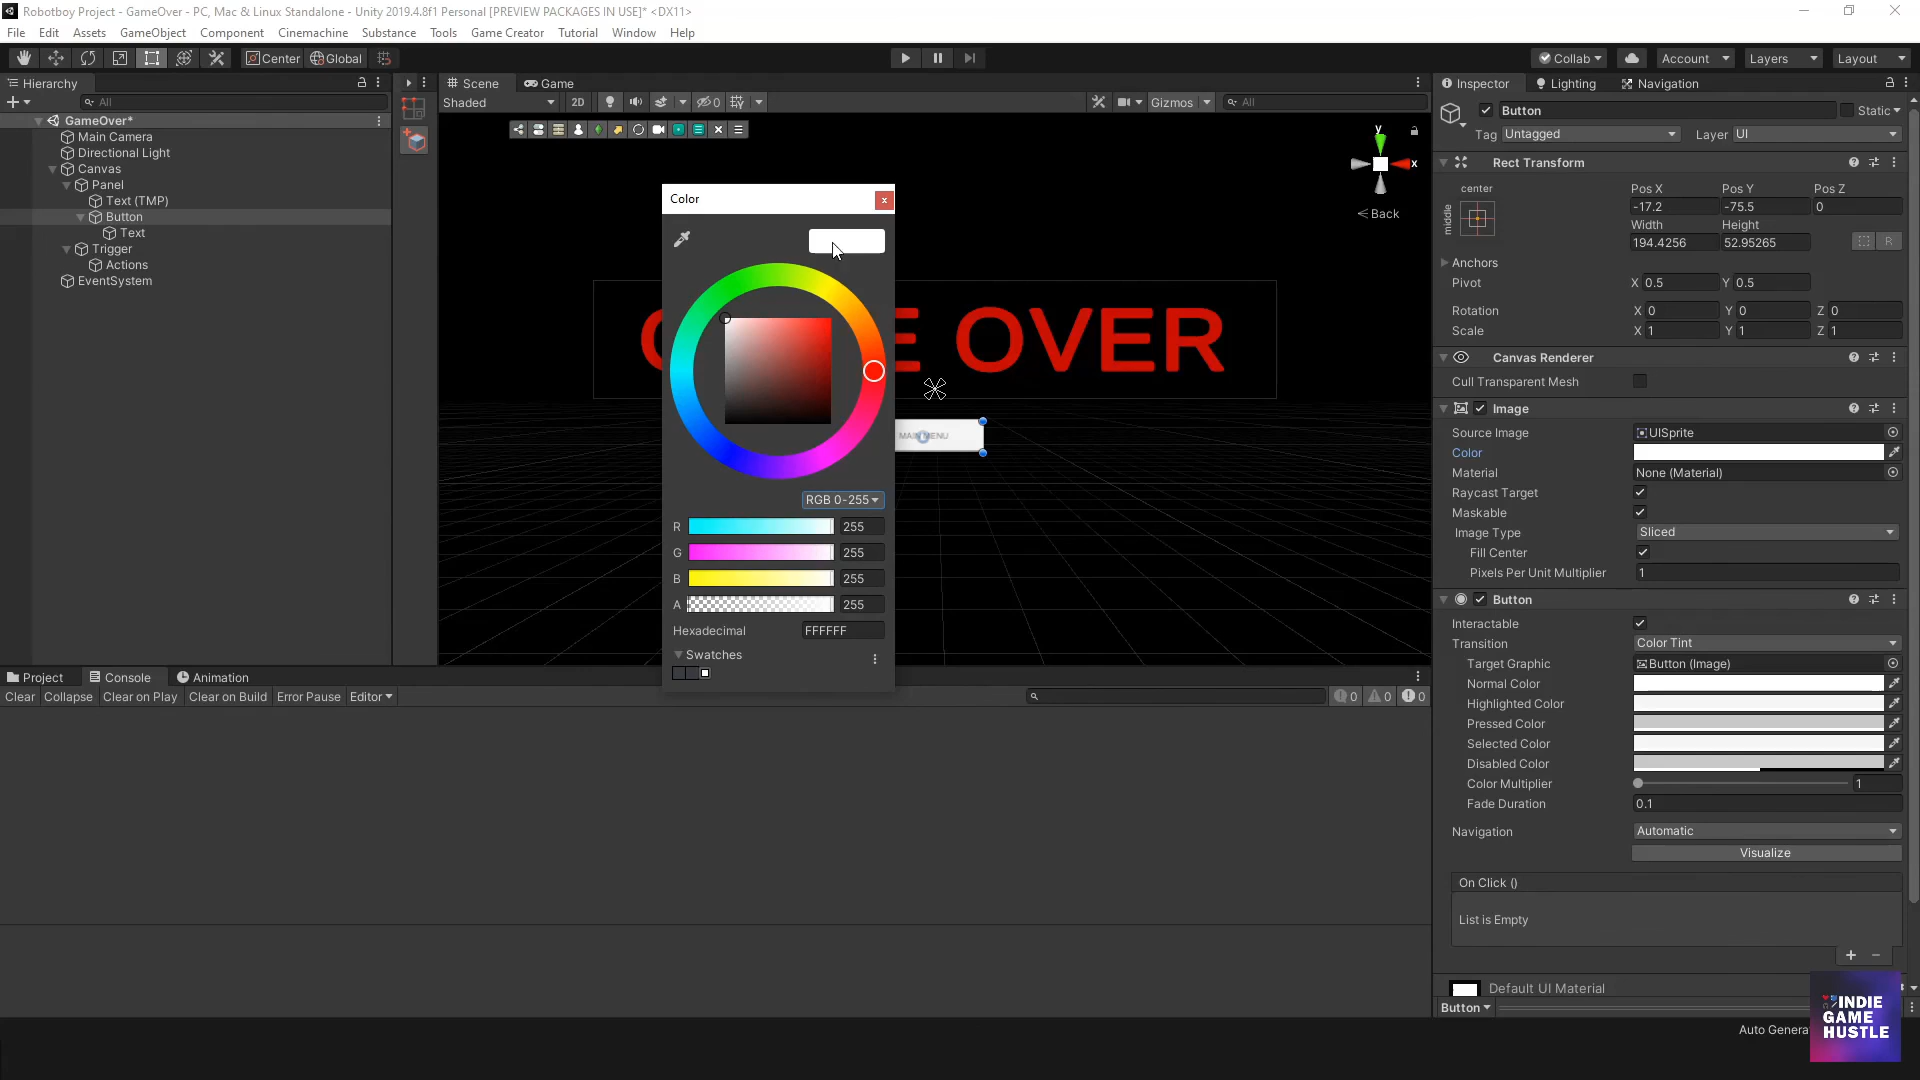 Robotboy Project - GameOver - PC, Mac & Linux Standalone - Unity 2019.4.8f1 Personal [PREVIEW PACKAGES IN USE]* <DX11>
File Edit Assets GameObject Component Cinemachine Substance Tools Game Creator Tutorial Window Help
Center Global Collab Account Layers Layout
Hierarchy
All
GameOver*
Main Camera
Directional Light
Canvas
Panel
Text (TMP)
Button
Text
Trigger
Actions
EventSystem
Scene Game
Shaded 2D 0 Gizmos All
y
x
Back
OVER
MAIN MENU
Color
RGB 0-255
R 255
G 255
B 255
A 255
Hexadecimal FFFFFF
Swatches
Project Console Animation
Clear Collapse Clear on Play Clear on Build Error Pause Editor 0 0 0
Inspector Lighting Navigation
Button Static
Tag Untagged Layer UI
Rect Transform
center
middle
Pos X Pos Y Pos Z
-17.2 -75.5 0
Width Height
194.4256 52.95265
R
Anchors
Pivot X 0.5 Y 0.5
Rotation X 0 Y 0 Z 0
Scale X 1 Y 1 Z 1
Canvas Renderer
Cull Transparent Mesh
Image
Source Image UISprite
Color
Material None (Material)
Raycast Target
Maskable
Image Type Sliced
Fill Center
Pixels Per Unit Multiplier 1
Button
Interactable
Transition Color Tint
Target Graphic Button (Image)
Normal Color
Highlighted Color
Pressed Color
Selected Color
Disabled Color
Color Multiplier 1
Fade Duration 0.1
Navigation Automatic
Visualize
On Click ()
List is Empty
Default UI Material
Button
Auto Genera
INDIE
GAME
HUSTLE